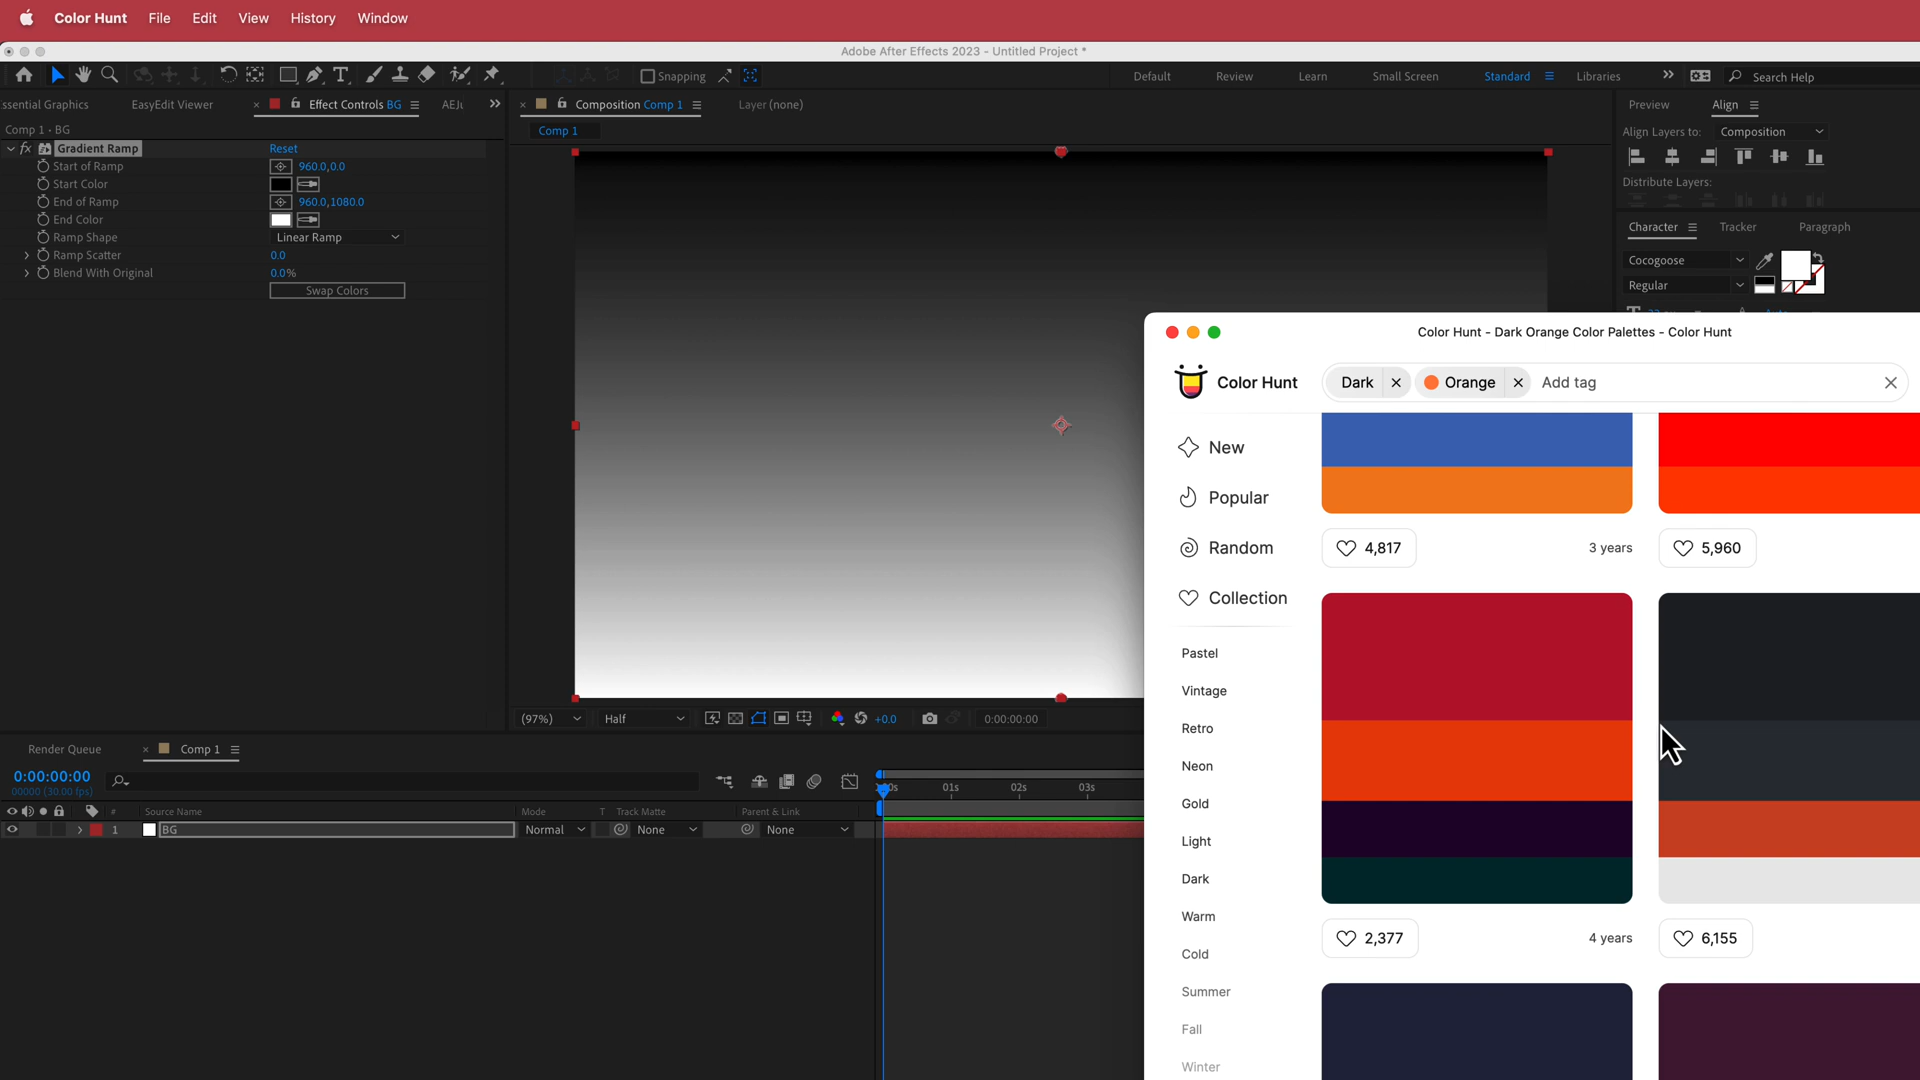 Color Hunt File Edit View History Window
Adobe After Effects 2023 - Untitled Project *
Snapping Default Review Learn Small Screen Standard Libraries Search Help
ssential Graphics EasyEdit Viewer Effect Controls BG Composition Comp 1 Layer (none) Preview Align
Comp 1 • BG
Comp 1
Align Layers to: Composition
fx Gradient Ramp Reset
Start of Ramp 960.0,0.0
Start Color
End of Ramp 960.0,1080.0
End Color
Ramp Shape Linear Ramp
Ramp Scatter 0.0
Blend With Original 0.0%
Swap Colors
Distribute Layers:
Character Tracker Paragraph
Cocogoose
Regular
Color Hunt - Dark Orange Color Palettes - Color Hunt
Color Hunt Dark Orange Add tag
New
Popular
Random
Collection
4,817 3 years 5,960
Pastel
Vintage
Retro
Neon
Gold
Light
Dark
Warm
Cold
Summer
Fall
Winter
2,377 4 years 6,155
(97%) Half +0.0 0:00:00:00
Render Queue Comp 1
0:00:00:00
00000 (30.00 fps)
01s 02s 03s
# Source Name Mode T Track Matte Parent & Link
1 BG Normal None None